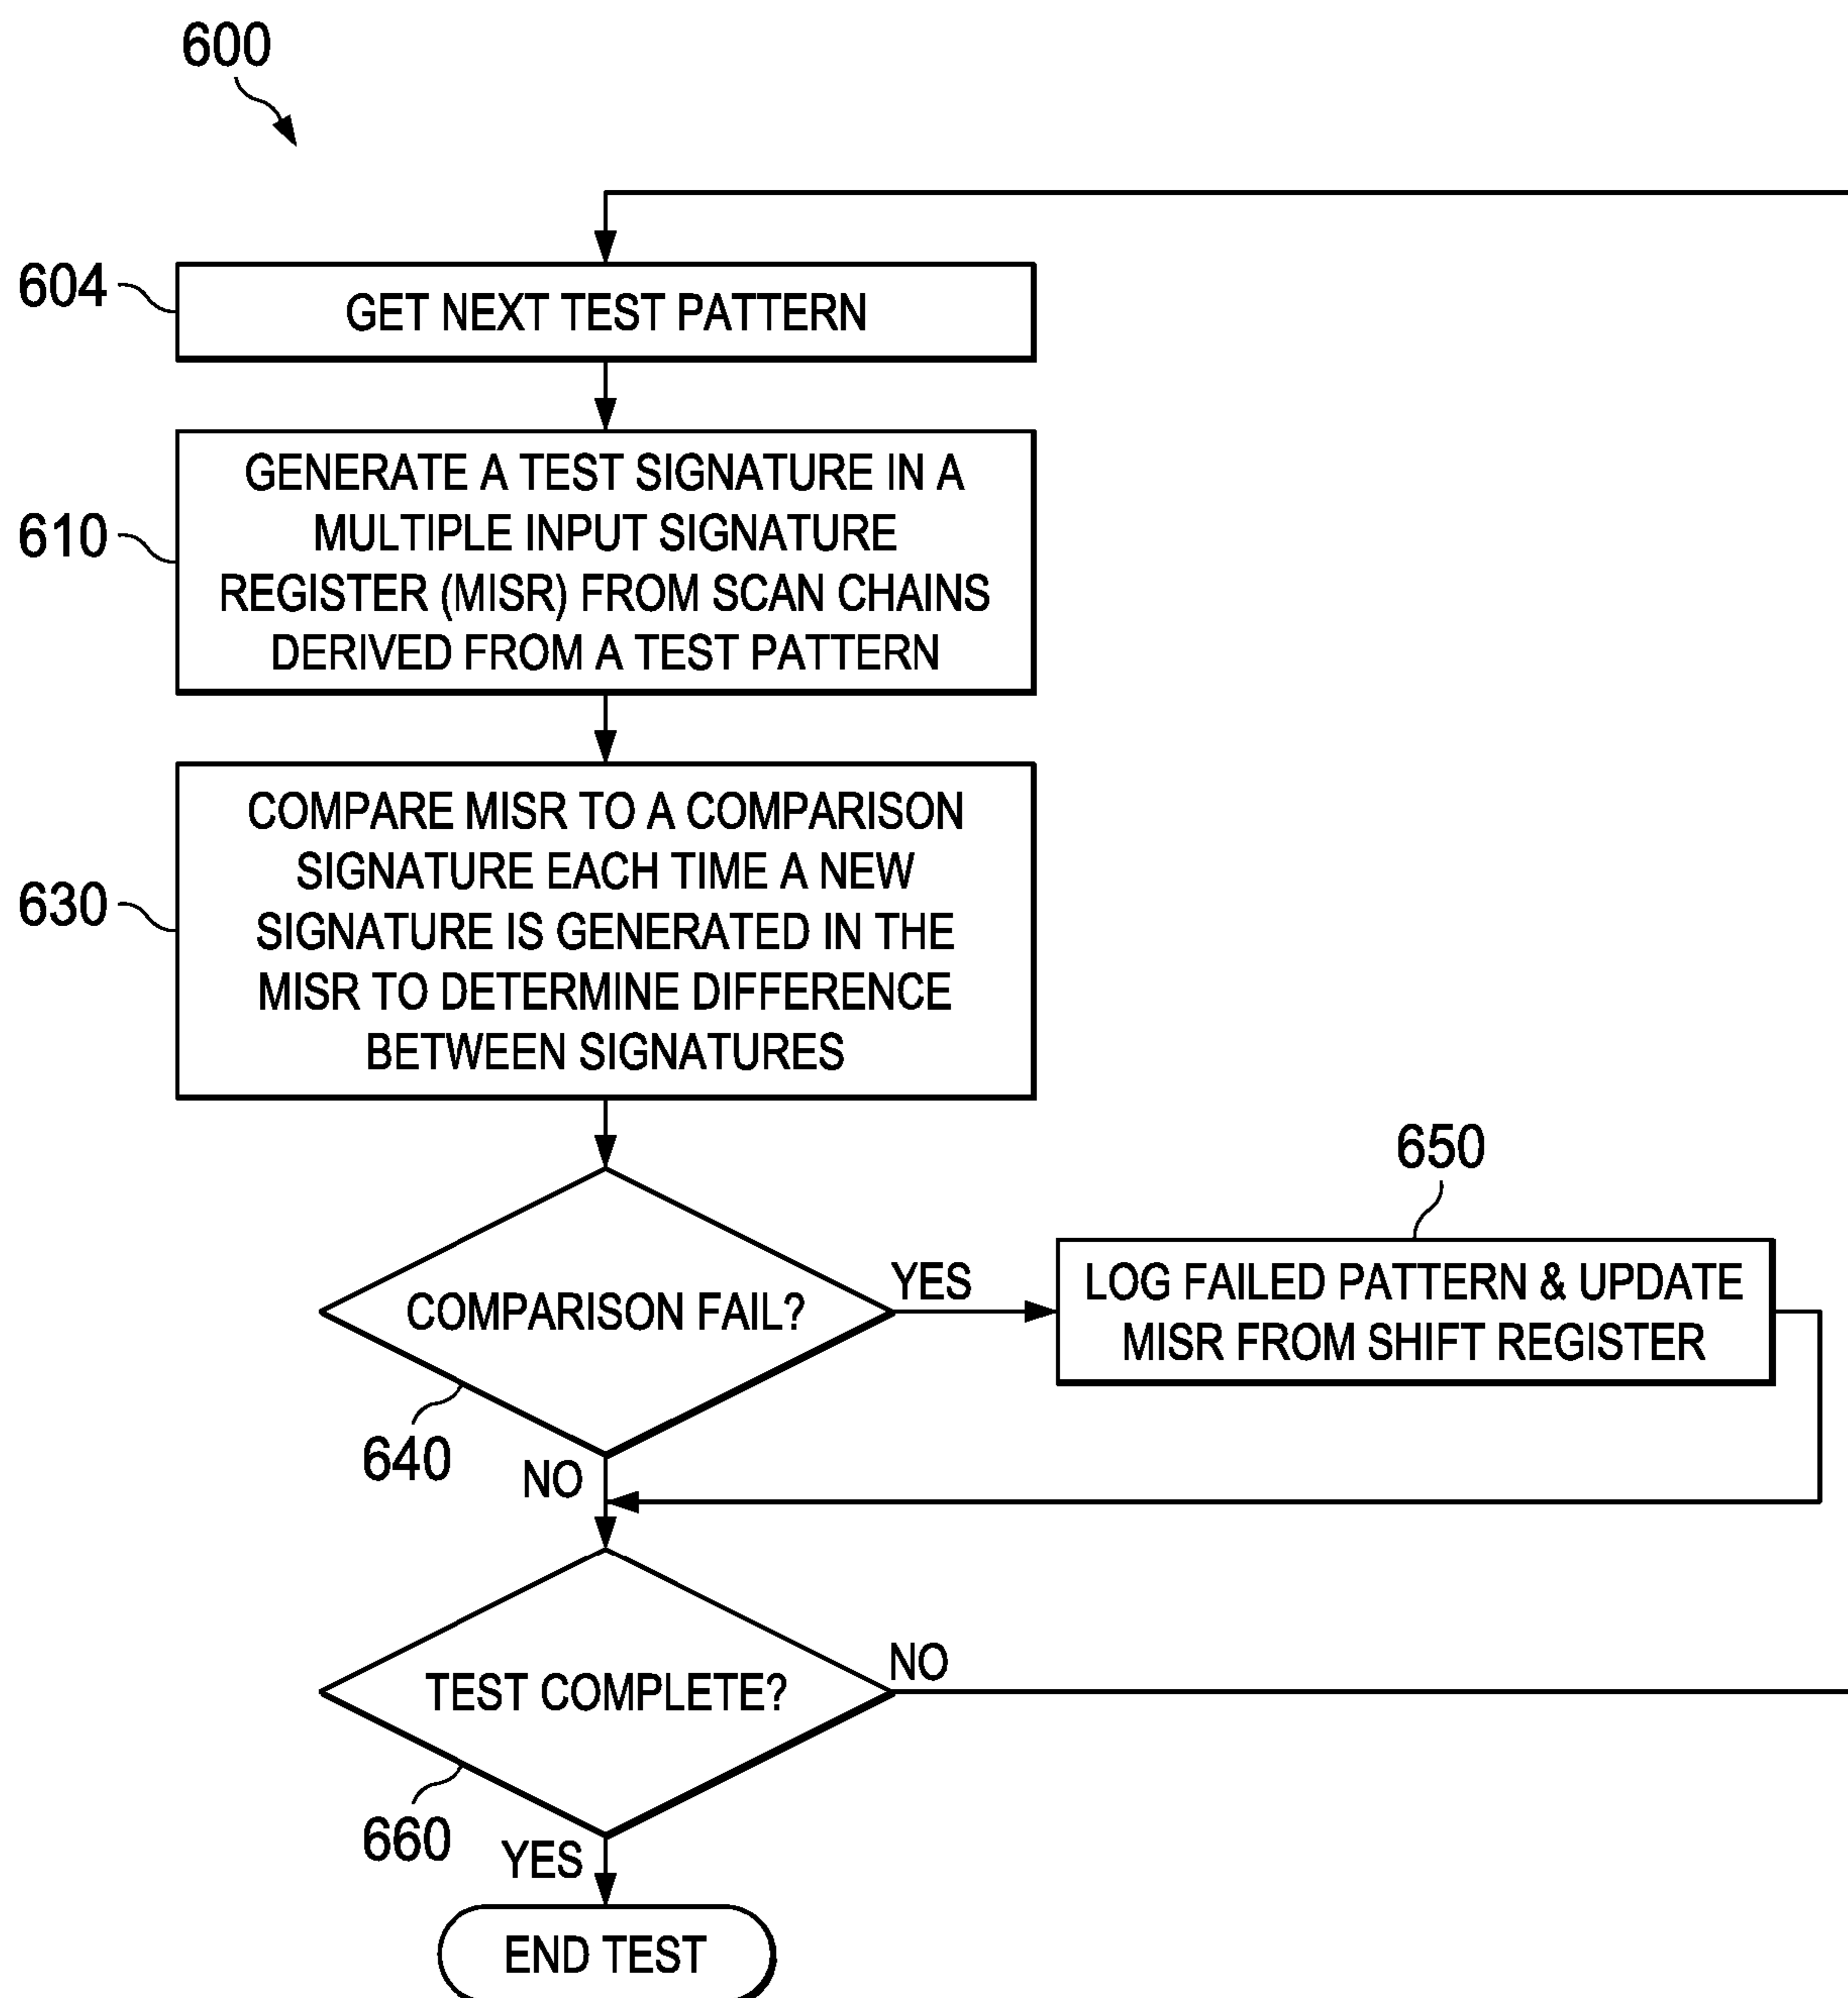 600
604
GET NEXT TEST PATTERN
610
GENERATE A TEST SIGNATURE IN A
MULTIPLE INPUT SIGNATURE
REGISTER (MISR) FROM SCAN CHAINS
DERIVED FROM A TEST PATTERN
630
COMPARE MISR TO A COMPARISON
SIGNATURE EACH TIME A NEW
SIGNATURE IS GENERATED IN THE
MISR TO DETERMINE DIFFERENCE
BETWEEN SIGNATURES
640
COMPARISON FAIL?
YES
650
LOG FAILED PATTERN & UPDATE
MISR FROM SHIFT REGISTER
NO
660
TEST COMPLETE?
NO
YES
END TEST